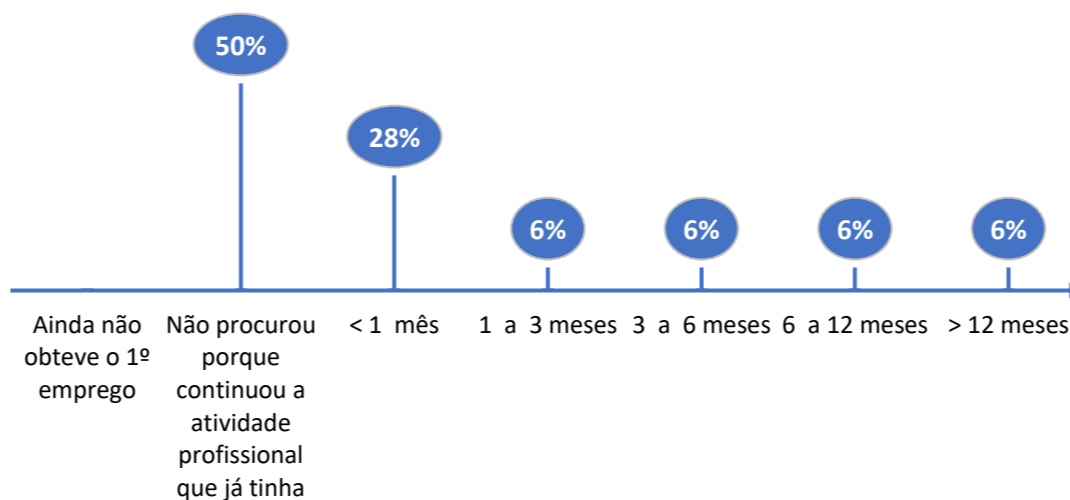 50%
28%
6%
6%
6%
6%
Ainda não
obteve o 1º
emprego
Não procurou
porque
continuou a
atividade
profissional
que já tinha
< 1 mês
1 a 3 meses
3 a 6 meses
6 a 12 meses
> 12 meses